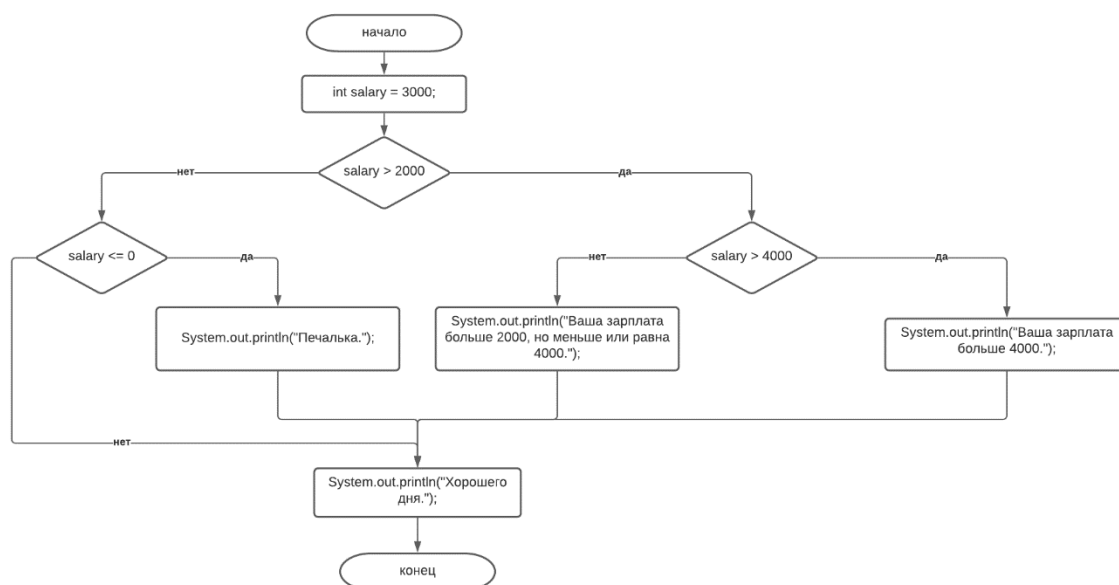 начало
int salary = 3000;
salary > 2000
нет
да
salary <= 0
да
нет
salary > 4000
да
System.out.println("Печалька.");
System.out.println("Ваша зарплата
больше 2000, но меньше или равна
4000.");
System.out.println("Ваша зарплата
больше 4000.");
нет
System.out.println("Хорошего
дня.");
конец